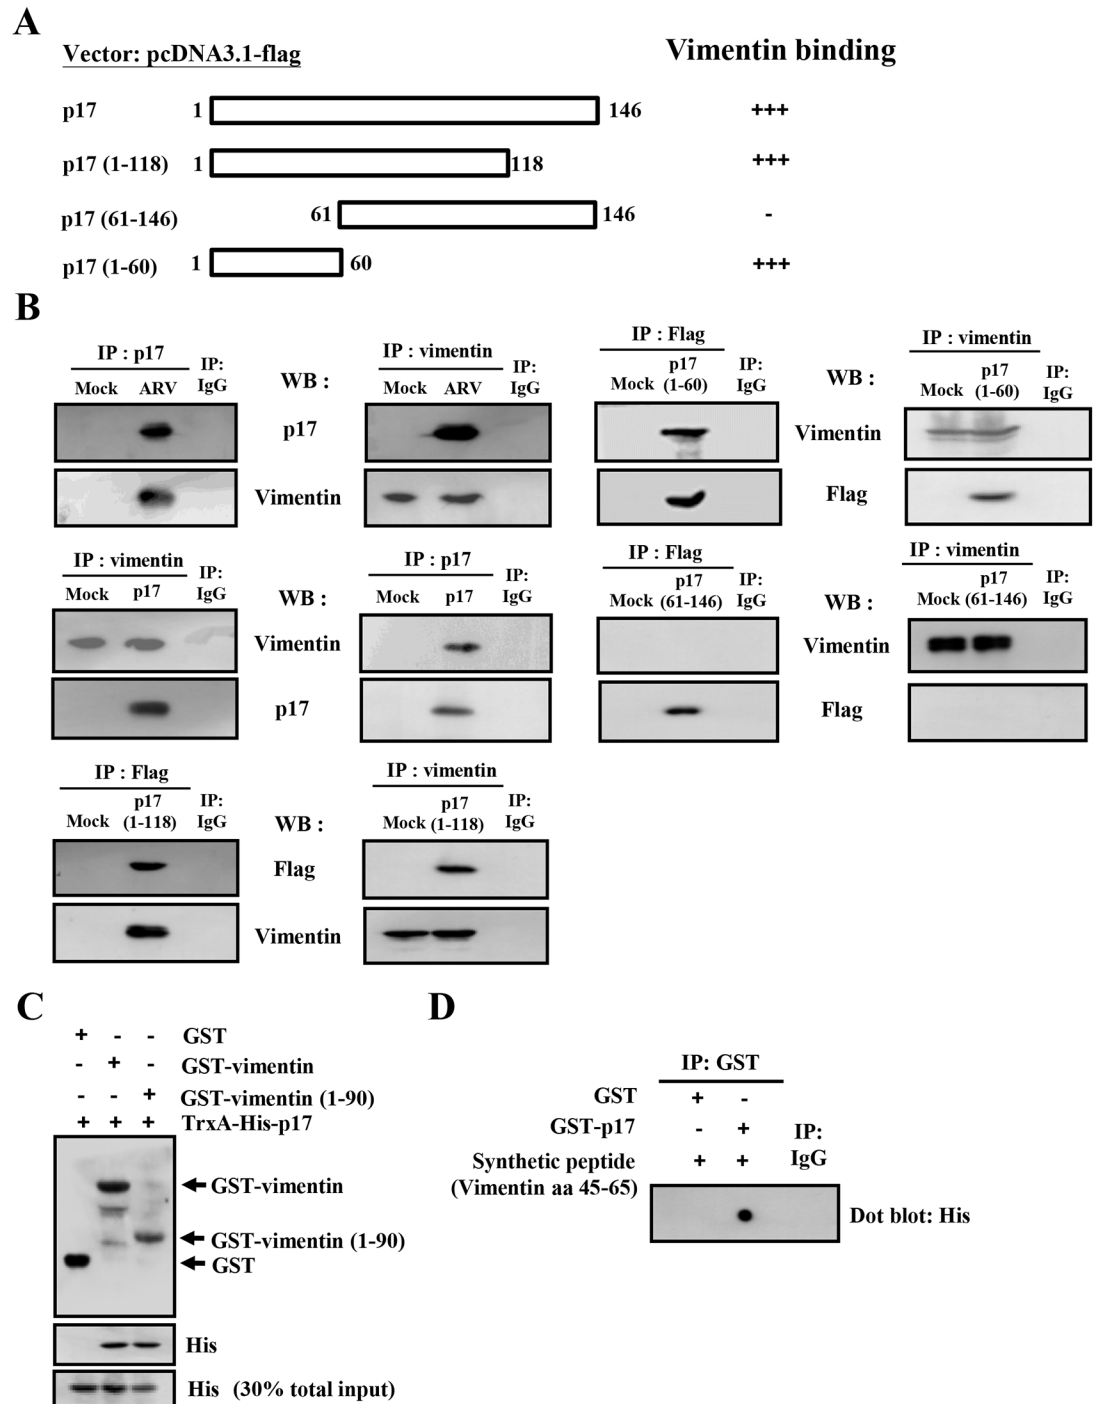 A
Vector: pcDNA3.1-flag
Vimentin binding
p17 1 146 +++
p17 (1-118) 1 118 +++
p17 (61-146) 61 146 -
p17 (1-60) 1 60 +++
B
IP : p17
IP:
IgG
Mock ARV
WB :
p17
Vimentin
IP : vimentin
IP:
IgG
Mock ARV
IP : Flag
p17
Mock (1-60)
IP:
IgG
WB :
Vimentin
Flag
IP : vimentin
p17
Mock (1-60)
IP:
IgG
IP : vimentin
IP:
IgG
Mock p17
WB :
Vimentin
p17
IP : p17
IP:
IgG
Mock p17
IP : Flag
p17
Mock (61-146)
IP:
IgG
WB :
Vimentin
Flag
IP : vimentin
p17
Mock (61-146)
IP:
IgG
IP : Flag
p17
Mock (1-118)
IP:
IgG
WB :
Flag
Vimentin
IP : vimentin
p17
Mock (1-118)
IP:
IgG
C
+ - - GST
- + - GST-vimentin
- - + GST-vimentin (1-90)
+ + + TrxA-His-p17
GST-vimentin
GST-vimentin (1-90)
GST
His
His (30% total input)
D
IP: GST
GST + -
GST-p17 - +
IP:
IgG
Synthetic peptide + +
(Vimentin aa 45-65)
Dot blot: His